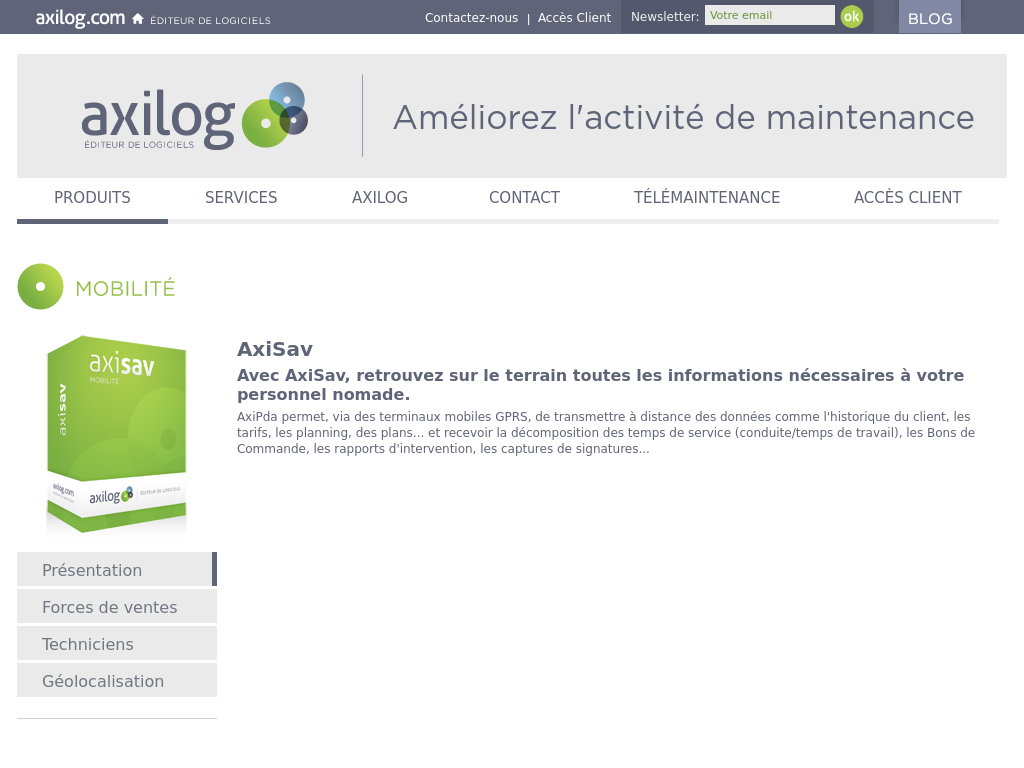 axilog.com ÉDITEUR DE LOGICIELS
Contactez-nous | Accès Client
Newsletter: Votre email ok
BLOG
axilog
ÉDITEUR DE LOGICIELS
Améliorez l'activité de maintenance
PRODUITS SERVICES AXILOG CONTACT TÉLÉMAINTENANCE ACCÈS CLIENT
MOBILITÉ
axisav
MOBILITÉ
axisav
axilog.com
axilog ÉDITEUR DE LOGICIELS
AxiSav
Avec AxiSav, retrouvez sur le terrain toutes les informations nécessaires à votre
personnel nomade.
AxiPda permet, via des terminaux mobiles GPRS, de transmettre à distance des données comme l'historique du client, les
tarifs, les planning, des plans... et recevoir la décomposition des temps de service (conduite/temps de travail), les Bons de
Commande, les rapports d'intervention, les captures de signatures...
Présentation
Forces de ventes
Techniciens
Géolocalisation